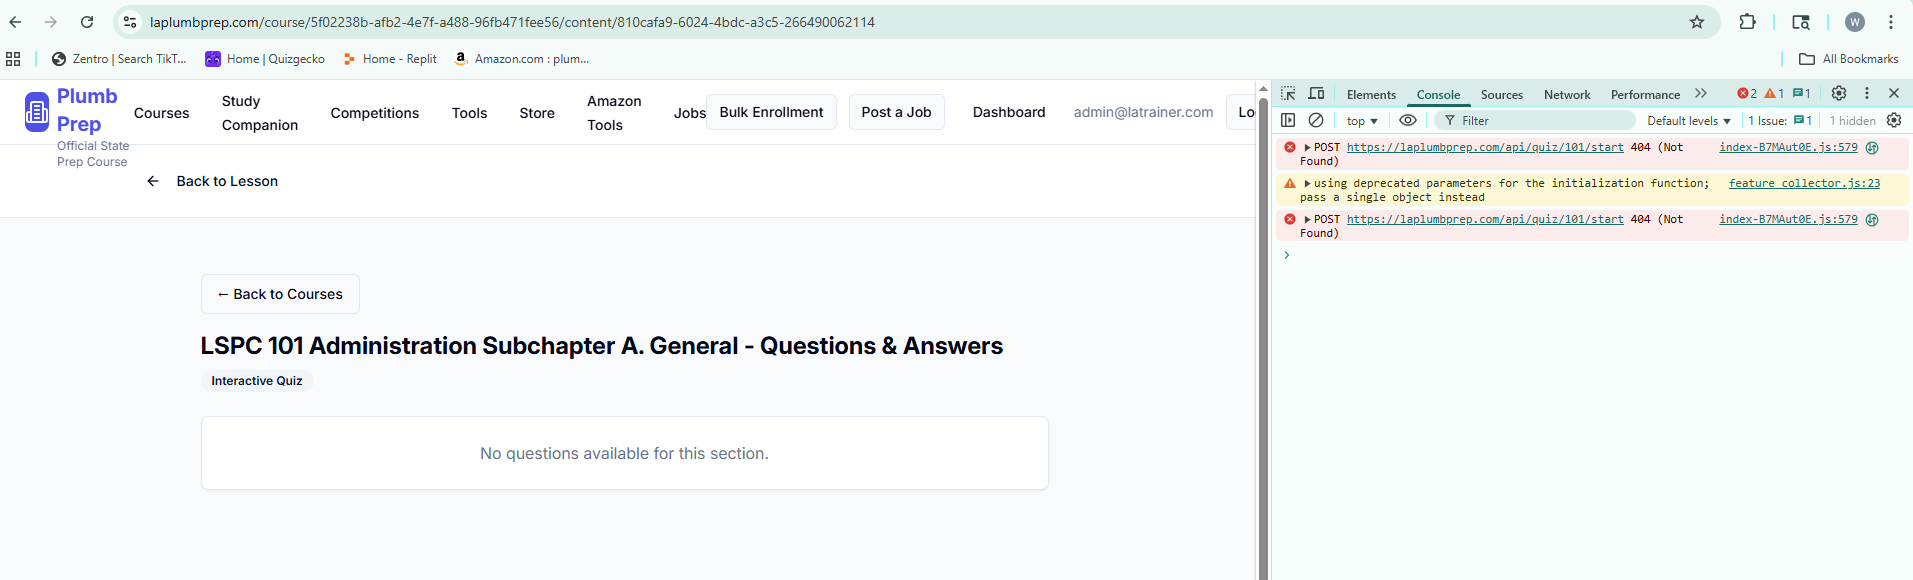 laplumbprep.com/course/5f02238b-afb2-4e7f-a488-96fb471fee56/content/810cafa9-6024-4bdc-a3c5-266490062114
W
Zentro | Search TikT...
Home | Quizgecko
Home - Replit
Amazon.com : plum...
All Bookmarks
Plumb Prep
Official State Prep Course
Courses
Study Companion
Competitions
Tools
Store
Amazon Tools
Jobs
Bulk Enrollment
Post a Job
Dashboard
admin@latrainer.com
Lo
← Back to Lesson
← Back to Courses
LSPC 101 Administration Subchapter A. General - Questions & Answers
Interactive Quiz
No questions available for this section.
Elements
Console
Sources
Network
Performance
2
1
1
top
Filter
Default levels
1 Issue:
1
1 hidden
POST https://laplumbprep.com/api/quiz/101/start 404 (Not Found)
index-B7MAut0E.js:579
using deprecated parameters for the initialization function; pass a single object instead
feature collector.js:23
POST https://laplumbprep.com/api/quiz/101/start 404 (Not Found)
index-B7MAut0E.js:579